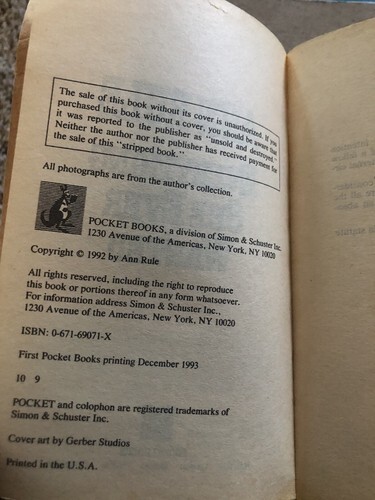 The sale of this book without its cover is unauthorized. If you
purchased this book without a cover, you should be aware that
it was reported to the publisher as "unsold and destroyed."
Neither the author nor the publisher has received payment for
the sale of this "stripped book."
All photographs are from the author's collection.
POCKET BOOKS, a division of Simon & Schuster Inc.
1230 Avenue of the Americas, New York, NY 10020
Copyright © 1992 by Ann Rule
All rights reserved, including the right to reproduce
this book or portions thereof in any form whatsoever.
For information address Simon & Schuster Inc.,
1230 Avenue of the Americas, New York, NY 10020
ISBN: 0-671-69071-X
First Pocket Books printing December 1993
10 9
POCKET and colophon are registered trademarks of
Simon & Schuster Inc.
Cover art by Gerber Studios
Printed in the U.S.A.